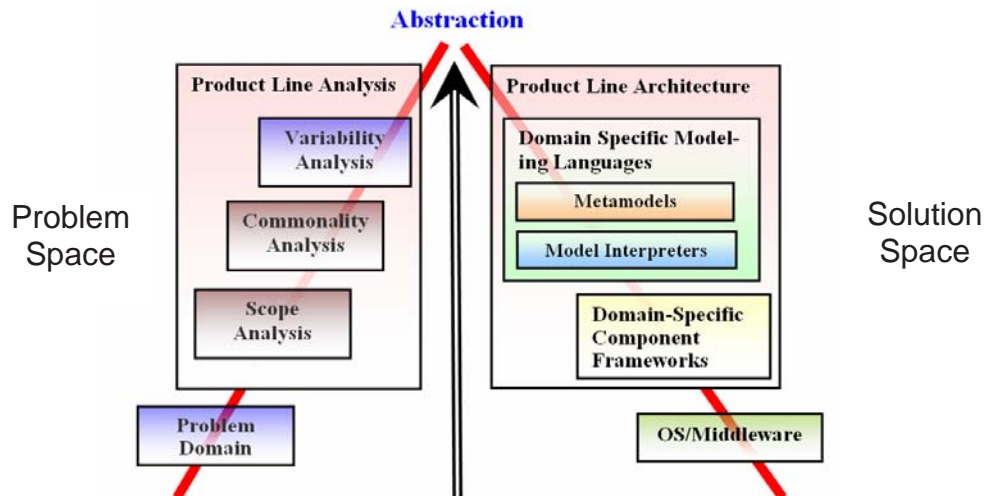 Abstraction
Product Line Analysis
Variability
Analysis
Commonality
Analysis
Scope
Analysis
Problem
Domain
Problem
Space
Product Line Architecture
Domain Specific Model-
ing Languages
Metamodels
Model Interpreters
Domain-Specific
Component
Frameworks
OS/Middleware
Solution
Space